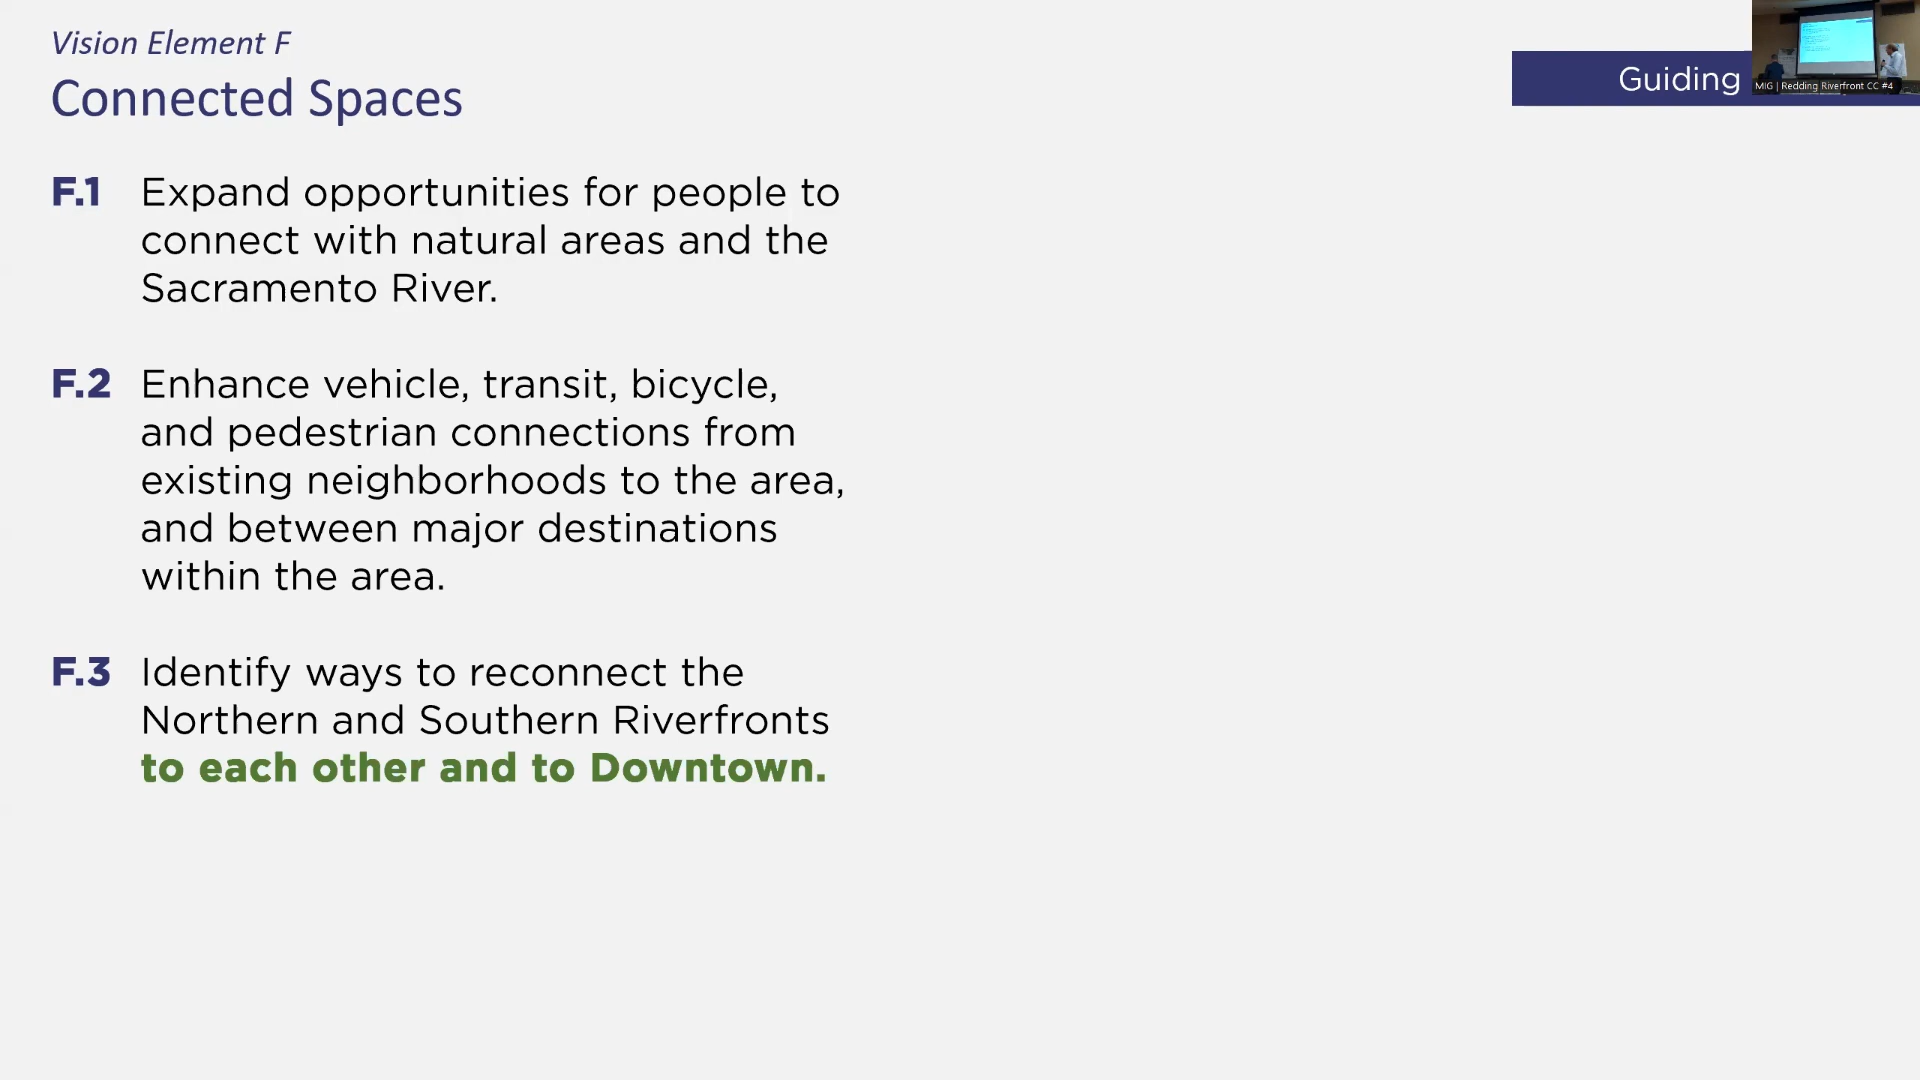 Vision Element F
Connected Spaces
Guiding
MIG | Redding Riverfront CC #4
F.1 Expand opportunities for people to
connect with natural areas and the
Sacramento River.
F.2 Enhance vehicle, transit, bicycle,
and pedestrian connections from
existing neighborhoods to the area,
and between major destinations
within the area.
F.3 Identify ways to reconnect the
Northern and Southern Riverfronts
to each other and to Downtown.